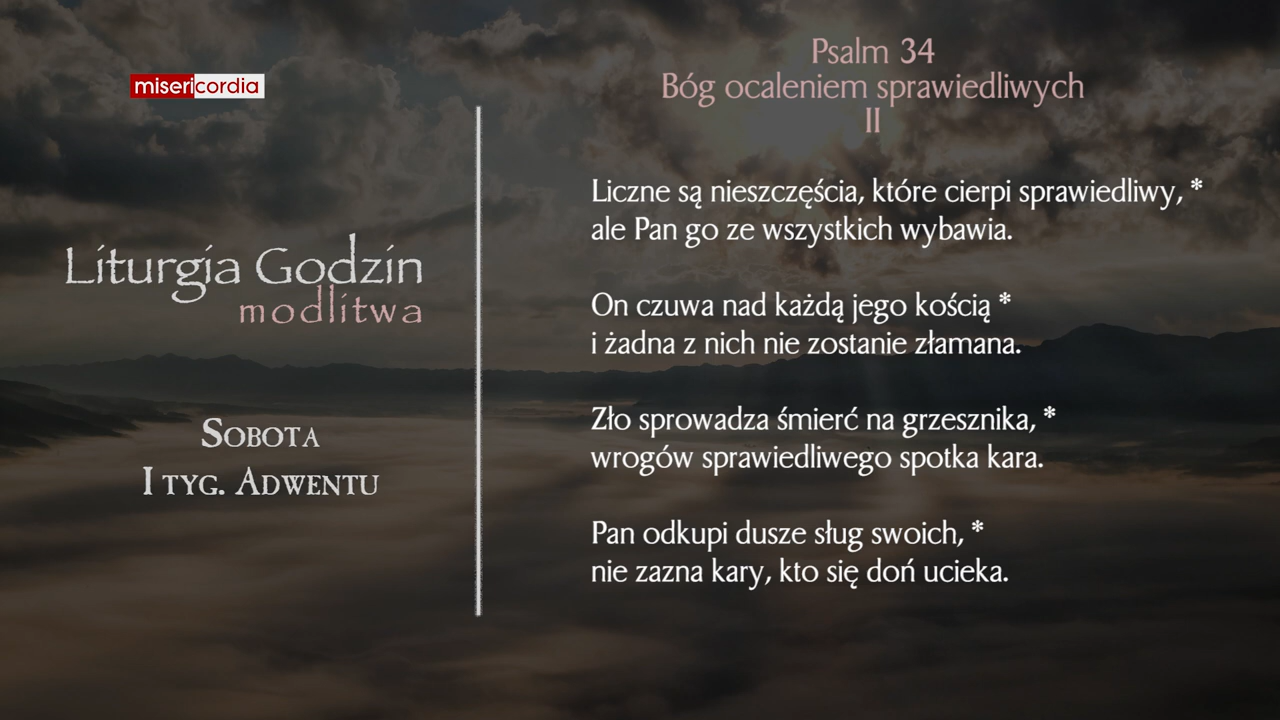 misericordia
Liturgia Godzin
modlitwa
Sobota
I tyg. Adwentu
Psalm 34
Bóg ocaleniem sprawiedliwych
II
Liczne są nieszczęścia, które cierpi sprawiedliwy, *
ale Pan go ze wszystkich wybawia.
On czuwa nad każdą jego kością *
i żadna z nich nie zostanie złamana.
Zło sprowadza śmierć na grzesznika, *
wrogów sprawiedliwego spotka kara.
Pan odkupi dusze sług swoich, *
nie zazna kary, kto się doń ucieka.